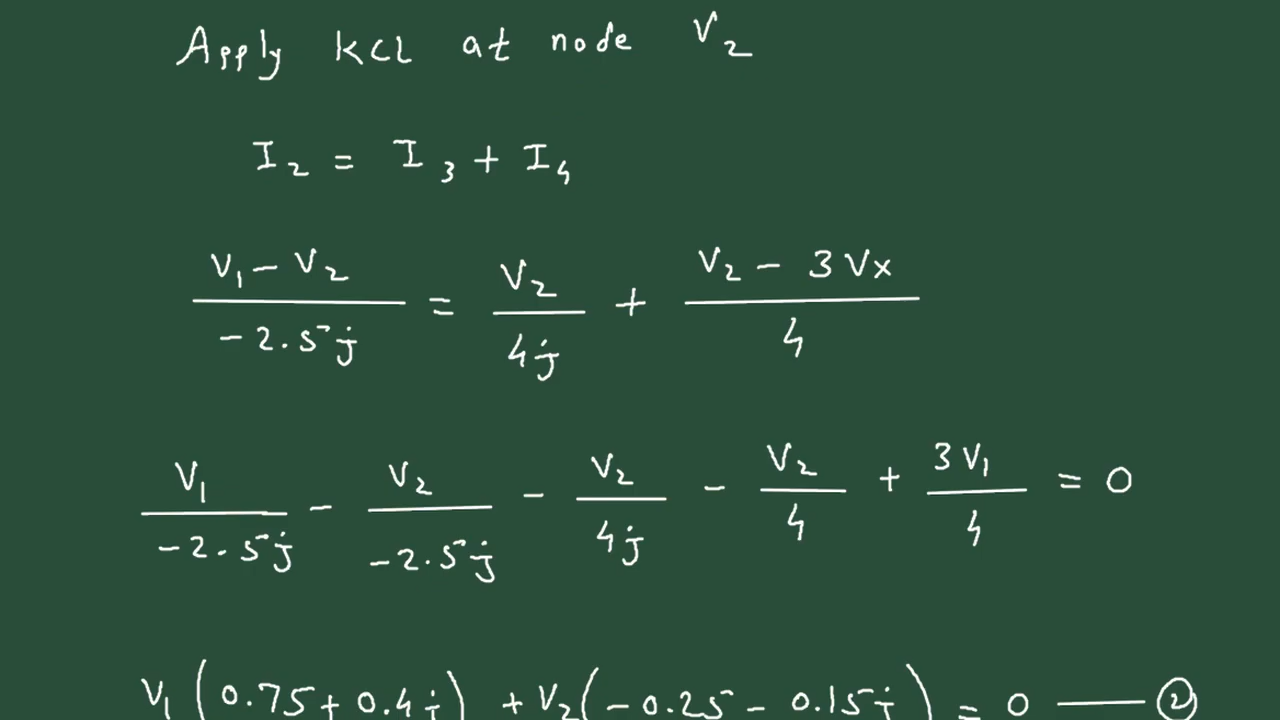 Apply KCL at node V₂
I₂ = I₃ + I₄
(V₁ - V₂)/(-2.5j) = V₂/(4j) + (V₂ - 3Vx)/4
V₁/(-2.5j) - V₂/(-2.5j) - V₂/(4j) - V₂/4 + 3V₁/4 = 0
V₁(0.75 + 0.4j) + V₂(-0.25 - 0.15j) = 0 —— ②